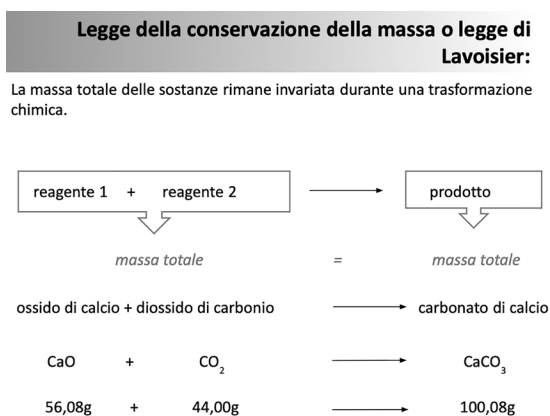 Legge della conservazione della massa o legge di
Lavoisier:
La massa totale delle sostanze rimane invariata durante una trasformazione
chimica.
reagente 1 + reagente 2 prodotto
massa totale = massa totale
ossido di calcio + diossido di carbonio carbonato di calcio
CaO + CO₂ CaCO₃
56,08g + 44,00g 100,08g